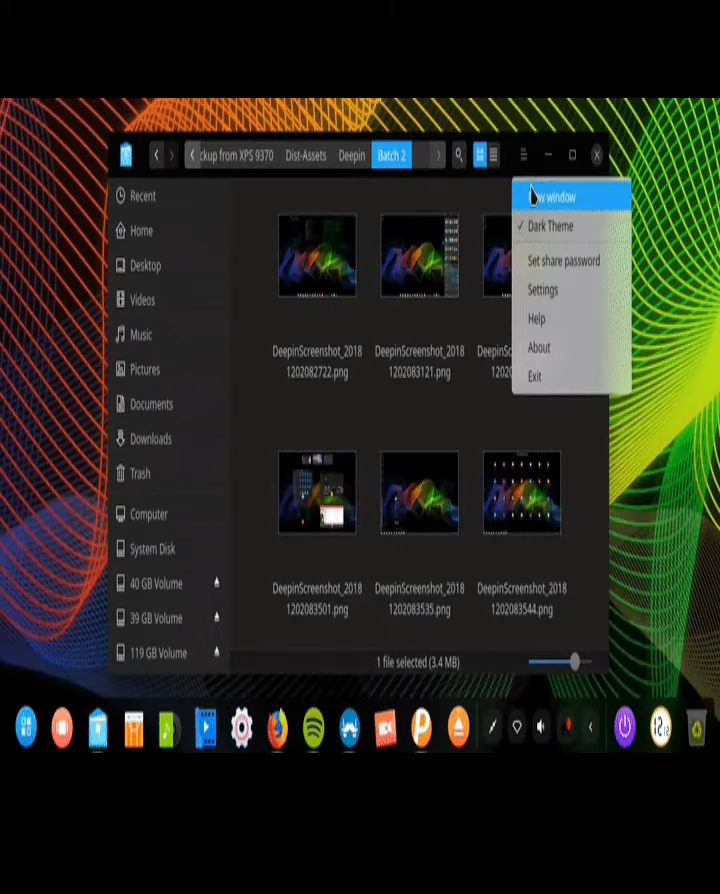 ckup from XPS 9370 Dist-Assets Deepin Batch 2
Recent
Home
Desktop
Videos
Music
Pictures
Documents
Downloads
Trash
Computer
System Disk
40 GB Volume
39 GB Volume
119 GB Volume
DeepinScreenshot_2018
1202082722.png
DeepinScreenshot_2018
1202083121.png
DeepinS
1202
DeepinScreenshot_2018
1202083501.png
DeepinScreenshot_2018
1202083535.png
DeepinScreenshot_2018
1202083544.png
window
Dark Theme
Set share password
Settings
Help
About
Exit
1 file selected (3.4 MB)